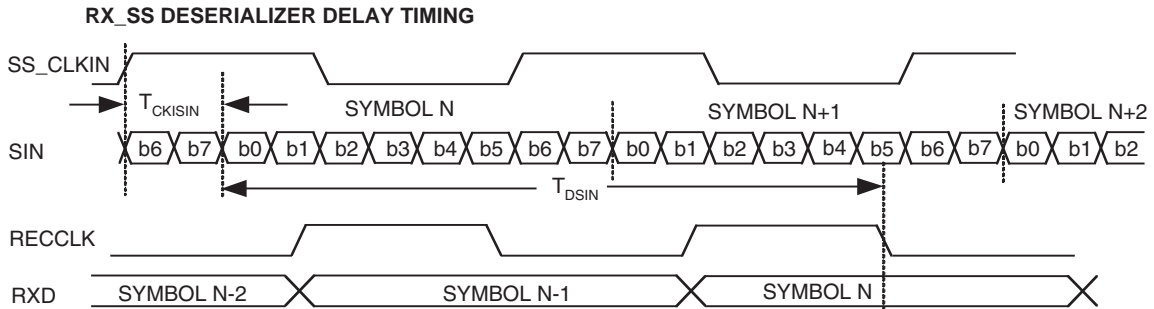 RX_SS DESERIALIZER DELAY TIMING
SS_CLKIN
TCKISIN
SYMBOL N
SYMBOL N+1
SYMBOL N+2
SIN
b6 b7 b0 b1 b2 b3 b4 b5 b6 b7 b0 b1 b2 b3 b4 b5 b6 b7 b0 b1 b2
TDSIN
RECCLK
RXD
SYMBOL N-2
SYMBOL N-1
SYMBOL N